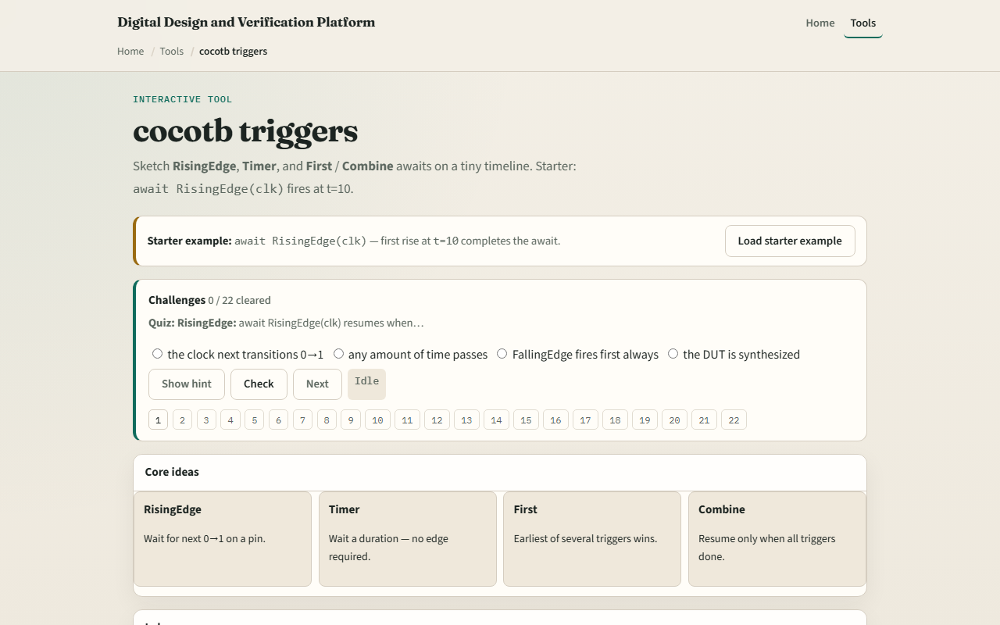 Digital Design and Verification Platform
Home
Tools
Home / Tools / cocotb triggers
INTERACTIVE TOOL
cocotb triggers
Sketch RisingEdge, Timer, and First / Combine awaits on a tiny timeline. Starter:
await RisingEdge(clk) fires at t=10.
Starter example: await RisingEdge(clk) — first rise at t=10 completes the await.
Load starter example
Challenges 0 / 22 cleared
Quiz: RisingEdge: await RisingEdge(clk) resumes when…
the clock next transitions 0→1 any amount of time passes FallingEdge fires first always the DUT is synthesized
Show hint Check Next Idle
1 2 3 4 5 6 7 8 9 10 11 12 13 14 15 16 17 18 19 20 21 22
Core ideas
RisingEdge
Wait for next 0→1 on a pin.
Timer
Wait a duration — no edge
required.
First
Earliest of several triggers wins.
Combine
Resume only when all triggers
done.